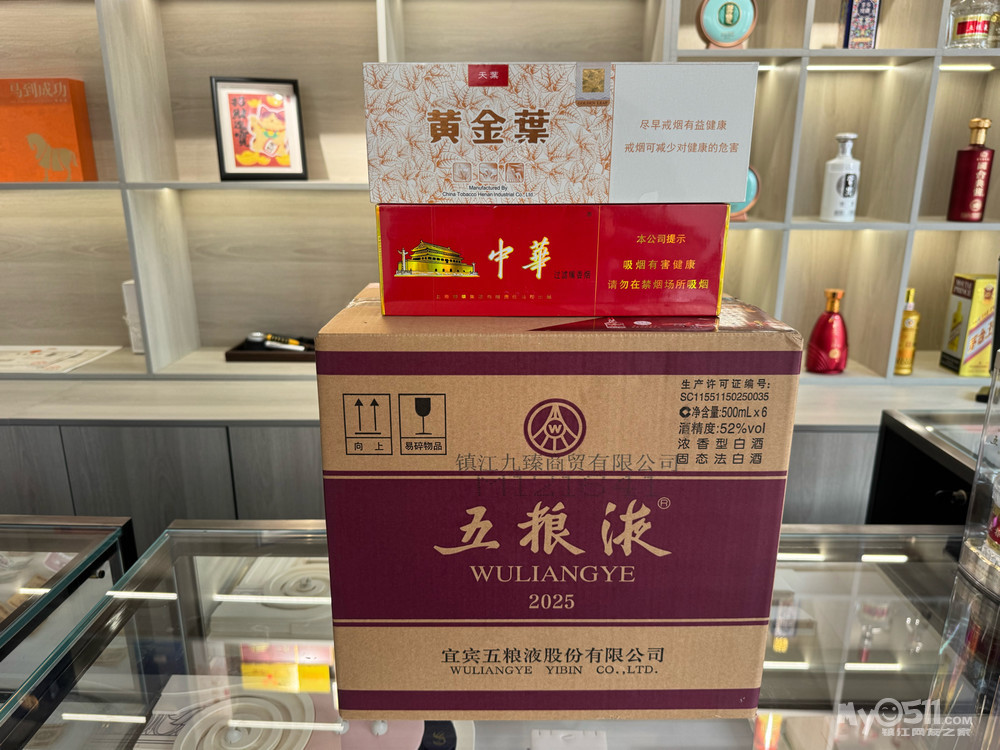 马到成功
天葉
黄金葉
GOLDEN LEAF
Manufactured By
China Tobacco Henan Industrial Co., Ltd.
尽早戒烟有益健康
戒烟可减少对健康的危害
中華
本公司提示
吸烟有害健康
请勿在禁烟场所吸烟
向上
易碎物品
W
生产许可证编号:
SC11551150250035
净含量:500mL×6
酒精度:52%vol
浓香型白酒
固态法白酒
镇江九臻商贸有限公司
五粮液®
WULIANGYE
2025
宜宾五粮液股份有限公司
WULIANGYE YIBIN CO.,LTD.
My0511.COM
镇江网友之家